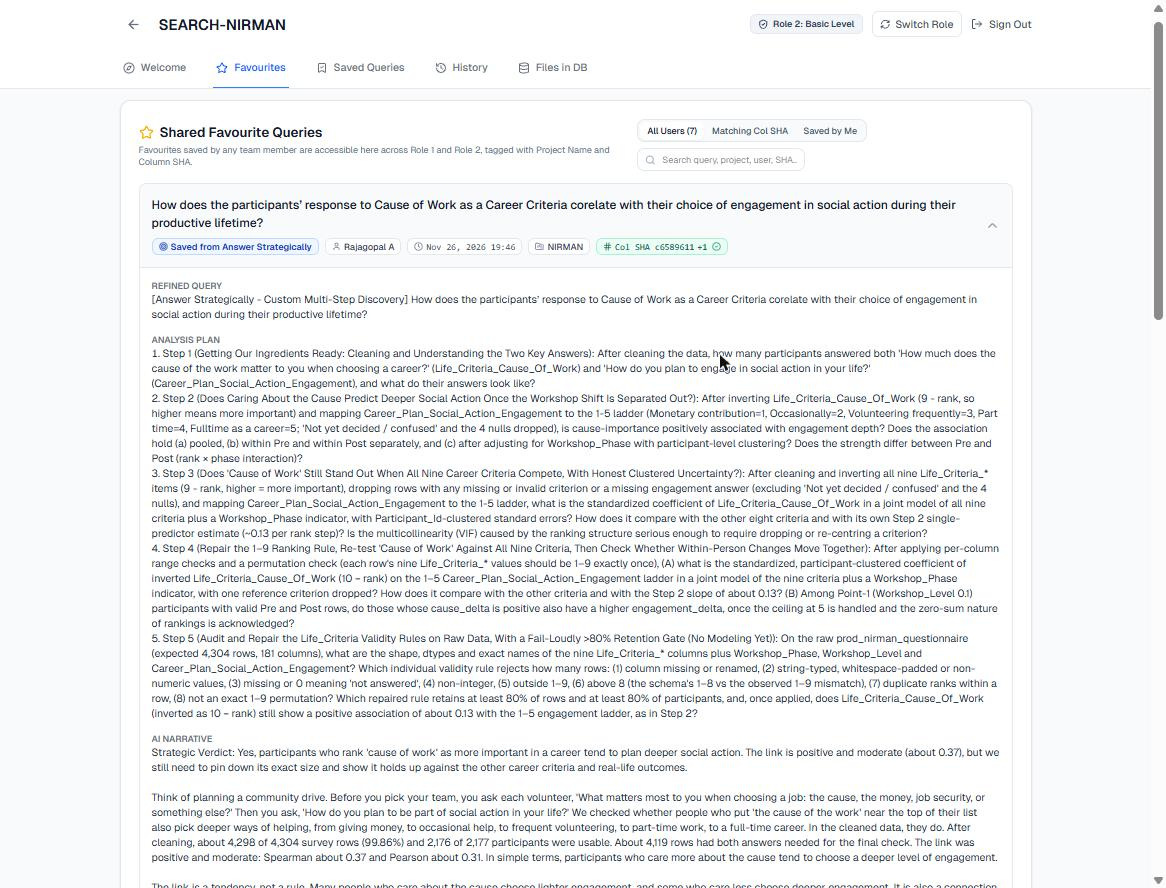 SEARCH-NIRMAN
Role 2: Basic Level
Switch Role
Sign Out
Welcome
Favourites
Saved Queries
History
Files in DB
Shared Favourite Queries
Favourites saved by any team member are accessible here across Role 1 and Role 2, tagged with Project Name and
Column SHA.
All Users (7)
Matching Col SHA
Saved by Me
Search query, project, user, SHA..
How does the participants’ response to Cause of Work as a Career Criteria corelate with their choice of engagement in social action during their
productive lifetime?
Saved from Answer Strategically
Rajagopal A
Nov 26, 2026 19:46
NIRMAN
# Col SHA c6589611 +1
REFINED QUERY
[Answer Strategically - Custom Multi-Step Discovery] How does the participants’ response to Cause of Work as a Career Criteria corelate with their choice of engagement in
social action during their productive lifetime?
ANALYSIS PLAN
1. Step 1 (Getting Our Ingredients Ready: Cleaning and Understanding the Two Key Answers): After cleaning the data, how many participants answered both 'How much does the
cause of the work matter to you when choosing a career?' (Life_Criteria_Cause_Of_Work) and 'How do you plan to engage in social action in your life?'
(Career_Plan_Social_Action_Engagement), and what do their answers look like?
2. Step 2 (Does Caring About the Cause Predict Deeper Social Action Once the Workshop Shift Is Separated Out?): After inverting Life_Criteria_Cause_Of_Work (9 - rank, so
higher means more important) and mapping Career_Plan_Social_Action_Engagement to the 1-5 ladder (Monetary contribution=1, Occasionally=2, Volunteering frequently=3, Part
time=4, Fulltime as a career=5; 'Not yet decided / confused' and the 4 nulls dropped), is cause-importance positively associated with engagement depth? Does the association
hold (a) pooled, (b) within Pre and within Post separately, and (c) after adjusting for Workshop_Phase with participant-level clustering? Does the strength differ between Pre and
Post (rank × phase interaction)?
3. Step 3 (Does 'Cause of Work' Still Stand Out When All Nine Career Criteria Compete, With Honest Clustered Uncertainty?): After cleaning and inverting all nine Life_Criteria_*
items (9 - rank, higher = more important), dropping rows with any missing or invalid criterion or a missing engagement answer (excluding 'Not yet decided / confused' and the 4
nulls), and mapping Career_Plan_Social_Action_Engagement to the 1-5 ladder, what is the standardized coefficient of Life_Criteria_Cause_Of_Work in a joint model of all nine
criteria plus a Workshop_Phase indicator, with Participant_Id-clustered standard errors? How does it compare with the other eight criteria and with its own Step 2 single-
predictor estimate (~0.13 per rank step)? Is the multicollinearity (VIF) caused by the ranking structure serious enough to require dropping or re-centring a criterion?
4. Step 4 (Repair the 1–9 Ranking Rule, Re-test 'Cause of Work' Against All Nine Criteria, Then Check Whether Within-Person Changes Move Together): After applying per-column
range checks and a permutation check (each row's nine Life_Criteria_* values should be 1–9 exactly once), (A) what is the standardized, participant-clustered coefficient of
inverted Life_Criteria_Cause_Of_Work (10 − rank) on the 1–5 Career_Plan_Social_Action_Engagement ladder in a joint model of the nine criteria plus a Workshop_Phase
indicator, with one reference criterion dropped? How does it compare with the other criteria and with the Step 2 slope of about 0.13? (B) Among Point-1 (Workshop_Level 0.1)
participants with valid Pre and Post rows, do those whose cause_delta is positive also have a higher engagement_delta, once the ceiling at 5 is handled and the zero-sum nature
of rankings is acknowledged?
5. Step 5 (Audit and Repair the Life_Criteria Validity Rules on Raw Data, With a Fail-Loudly >80% Retention Gate (No Modeling Yet)): On the raw prod_nirman_questionnaire
(expected 4,304 rows, 181 columns), what are the shape, dtypes and exact names of the nine Life_Criteria_* columns plus Workshop_Phase, Workshop_Level and
Career_Plan_Social_Action_Engagement? Which individual validity rule rejects how many rows: (1) column missing or renamed, (2) string-typed, whitespace-padded or non-
numeric values, (3) missing or 0 meaning 'not answered', (4) non-integer, (5) outside 1–9, (6) above 8 (the schema's 1–8 vs the observed 1–9 mismatch), (7) duplicate ranks within a
row, (8) not an exact 1–9 permutation? Which repaired rule retains at least 80% of rows and at least 80% of participants, and, once applied, does Life_Criteria_Cause_Of_Work
(inverted as 10 − rank) still show a positive association of about 0.13 with the 1–5 engagement ladder, as in Step 2?
AI NARRATIVE
Strategic Verdict: Yes, participants who rank 'cause of work' as more important in a career tend to plan deeper social action. The link is positive and moderate (about 0.37), but we
still need to pin down its exact size and show it holds up against the other career criteria and real-life outcomes.
Think of planning a community drive. Before you pick your team, you ask each volunteer, 'What matters most to you when choosing a job: the cause, the money, job security, or
something else?' Then you ask, 'How do you plan to be part of social action in your life?' We checked whether people who put 'the cause of the work' near the top of their list
also pick deeper ways of helping, from giving money, to occasional help, to frequent volunteering, to part-time work, to a full-time career. In the cleaned data, they do. After
cleaning, about 4,298 of 4,304 survey rows (99.86%) and 2,176 of 2,177 participants were usable. About 4,119 rows had both answers needed for the final check. The link was
positive and moderate: Spearman about 0.37 and Pearson about 0.31. In simple terms, participants who care more about the cause tend to choose a deeper level of engagement.
The link is a tendency, not a rule. Many people who care about the cause choose lighter engagement, and some who care less choose deeper engagement. It is also a connection